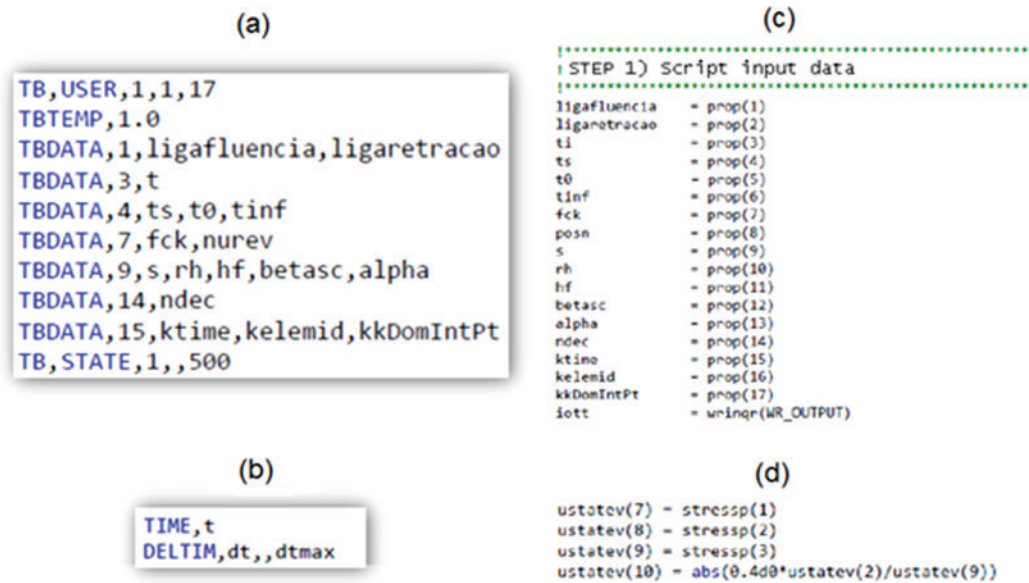 (a)
TB,USER,1,1,17
TBTEMP,1.0
TBDATA,1,ligafluencia,ligaretracao
TBDATA,3,t
TBDATA,4,ts,t0,tinf
TBDATA,7,fck,nurev
TBDATA,9,s,rh,hf,betasc,alpha
TBDATA,14,ndec
TBDATA,15,ktime,kelemid,kkDomIntPt
TB,STATE,1,,500
(b)
TIME,t
DELTIM,dt,,dtmax
(c)
!*************************************************
! STEP 1) Script input data
!*************************************************
ligafluencia = prop(1)
ligaretracao = prop(2)
ti = prop(3)
ts = prop(4)
t0 = prop(5)
tinf = prop(6)
fck = prop(7)
posn = prop(8)
s = prop(9)
rh = prop(10)
hf = prop(11)
betasc = prop(12)
alpha = prop(13)
ndec = prop(14)
ktime = prop(15)
kelemid = prop(16)
kkDomIntPt = prop(17)
iott = wrinqr(WR_OUTPUT)
(d)
ustatev(7) = stressp(1)
ustatev(8) = stressp(2)
ustatev(9) = stressp(3)
ustatev(10) = abs(0.4d0*ustatev(2)/ustatev(9))